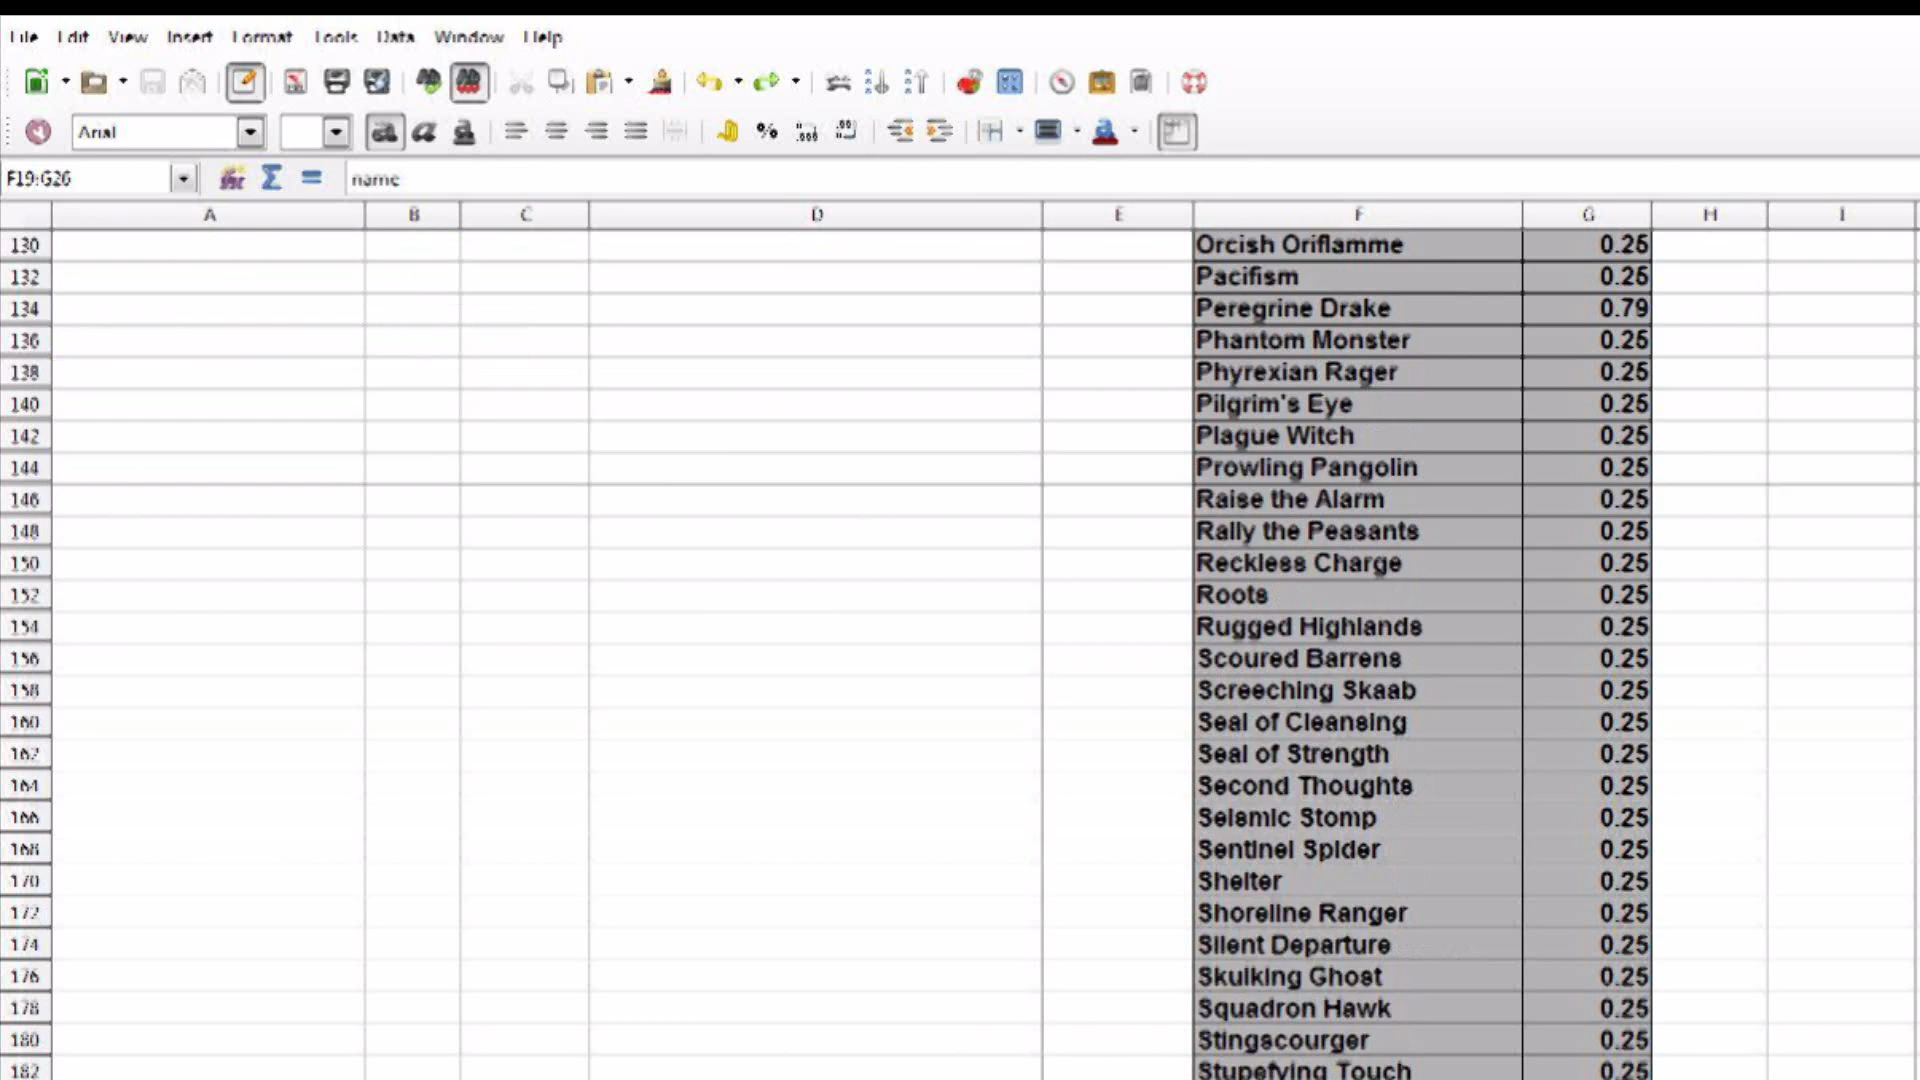 File Edit View Insert Format Tools Data Window Help
Arial
F19:G26 name
A B C D E F G H I
130 Orcish Oriflamme 0.25
132 Pacifism 0.25
134 Peregrine Drake 0.79
136 Phantom Monster 0.25
138 Phyrexian Rager 0.25
140 Pilgrim's Eye 0.25
142 Plague Witch 0.25
144 Prowling Pangolin 0.25
146 Raise the Alarm 0.25
148 Rally the Peasants 0.25
150 Reckless Charge 0.25
152 Roots 0.25
154 Rugged Highlands 0.25
156 Scoured Barrens 0.25
158 Screeching Skaab 0.25
160 Seal of Cleansing 0.25
162 Seal of Strength 0.25
164 Second Thoughts 0.25
166 Seismic Stomp 0.25
168 Sentinel Spider 0.25
170 Shelter 0.25
172 Shoreline Ranger 0.25
174 Silent Departure 0.25
176 Skulking Ghost 0.25
178 Squadron Hawk 0.25
180 Stingscourger 0.25
182 Stupefying Touch 0.25